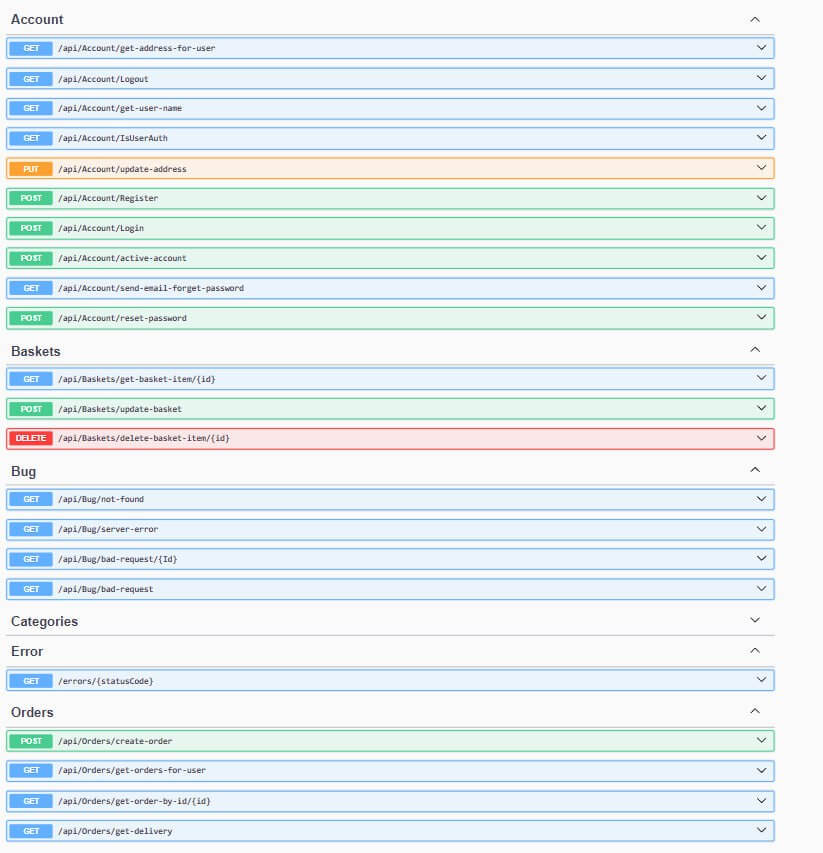 Account
GET /api/Account/get-address-for-user
GET /api/Account/Logout
GET /api/Account/get-user-name
GET /api/Account/IsUserAuth
PUT /api/Account/update-address
POST /api/Account/Register
POST /api/Account/Login
POST /api/Account/active-account
GET /api/Account/send-email-forget-password
POST /api/Account/reset-password
Baskets
GET /api/Baskets/get-basket-item/{id}
POST /api/Baskets/update-basket
DELETE /api/Baskets/delete-basket-item/{id}
Bug
GET /api/Bug/not-found
GET /api/Bug/server-error
GET /api/Bug/bad-request/{Id}
GET /api/Bug/bad-request
Categories
Error
GET /errors/{statusCode}
Orders
POST /api/Orders/create-order
GET /api/Orders/get-orders-for-user
GET /api/Orders/get-order-by-id/{id}
GET /api/Orders/get-delivery